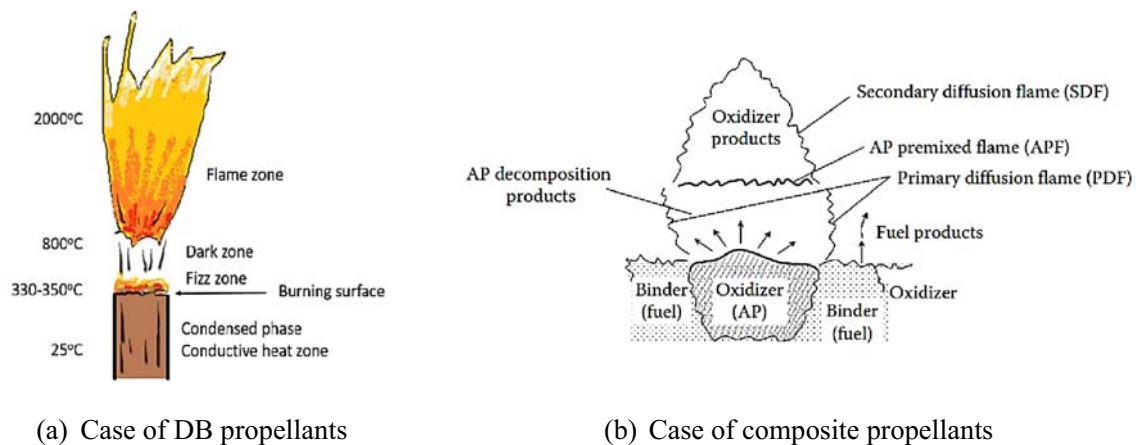 2000°C
Flame zone
800°C
Dark zone
Fizz zone
330-350°C
Burning surface
Condensed phase
25°C
Conductive heat zone
(a) Case of DB propellants
Secondary diffusion flame (SDF)
Oxidizer
products
AP premixed flame (APF)
AP decomposition
products
Primary diffusion flame (PDF)
Fuel products
Binder
(fuel)
Oxidizer
(AP)
Binder
(fuel)
Oxidizer
(b) Case of composite propellants